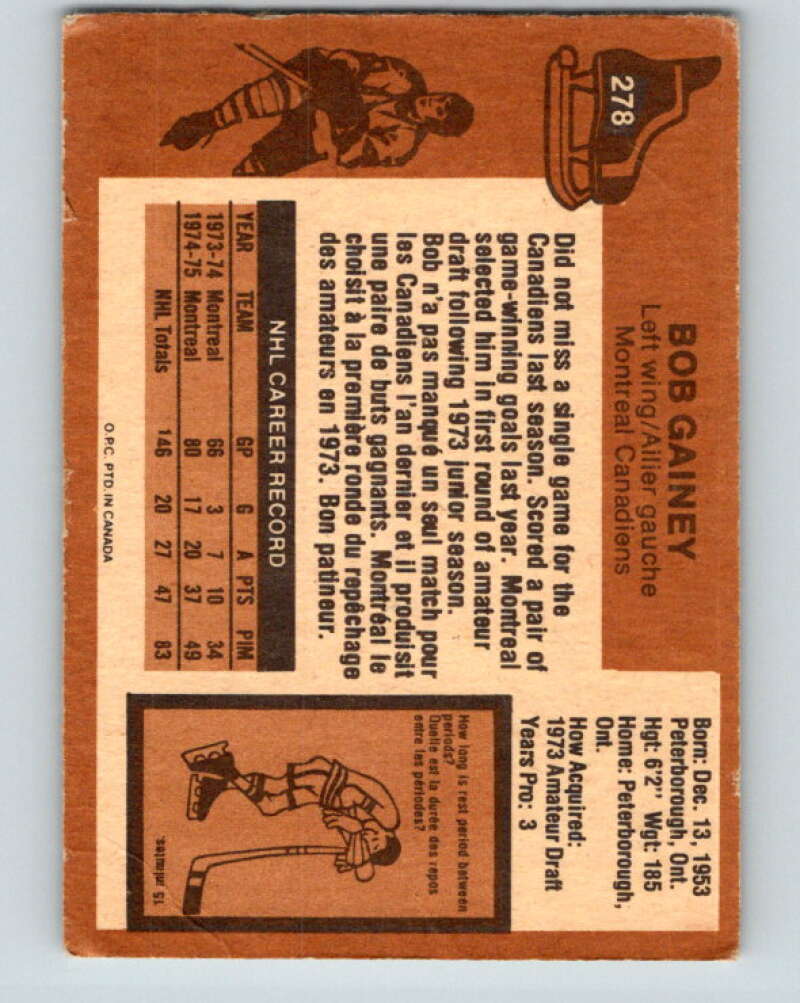 278
BOB GAINEY
Left wing/Ailier gauche
Montreal Canadiens
Born: Dec. 13, 1953
Peterborough, Ont.
Hgt: 6'2" Wgt: 185
Home: Peterborough,
Ont.
How Acquired:
1973 Amateur Draft
Years Pro: 3
Did not miss a single game for the
Canadiens last season. Scored a pair of
game-winning goals last year. Montreal
selected him in first round of amateur
draft following 1973 junior season.
Bob n'a pas manqué un seul match pour
les Canadiens l'an dernier et il produisit
une paire de buts gagnants. Montréal le
choisit à la première ronde du repêchage
des amateurs en 1973. Bon patineur.
NHL CAREER RECORD
YEAR TEAM GP G A PTS PIM
1973-74 Montreal 66 3 7 10 34
1974-75 Montreal 80 17 20 37 49
NHL Totals 146 20 27 47 83
How long is rest period between
periods?
Quelle est la durée des repos
entre les périodes?
15 minutes.
O.P.C. PTD. IN CANADA